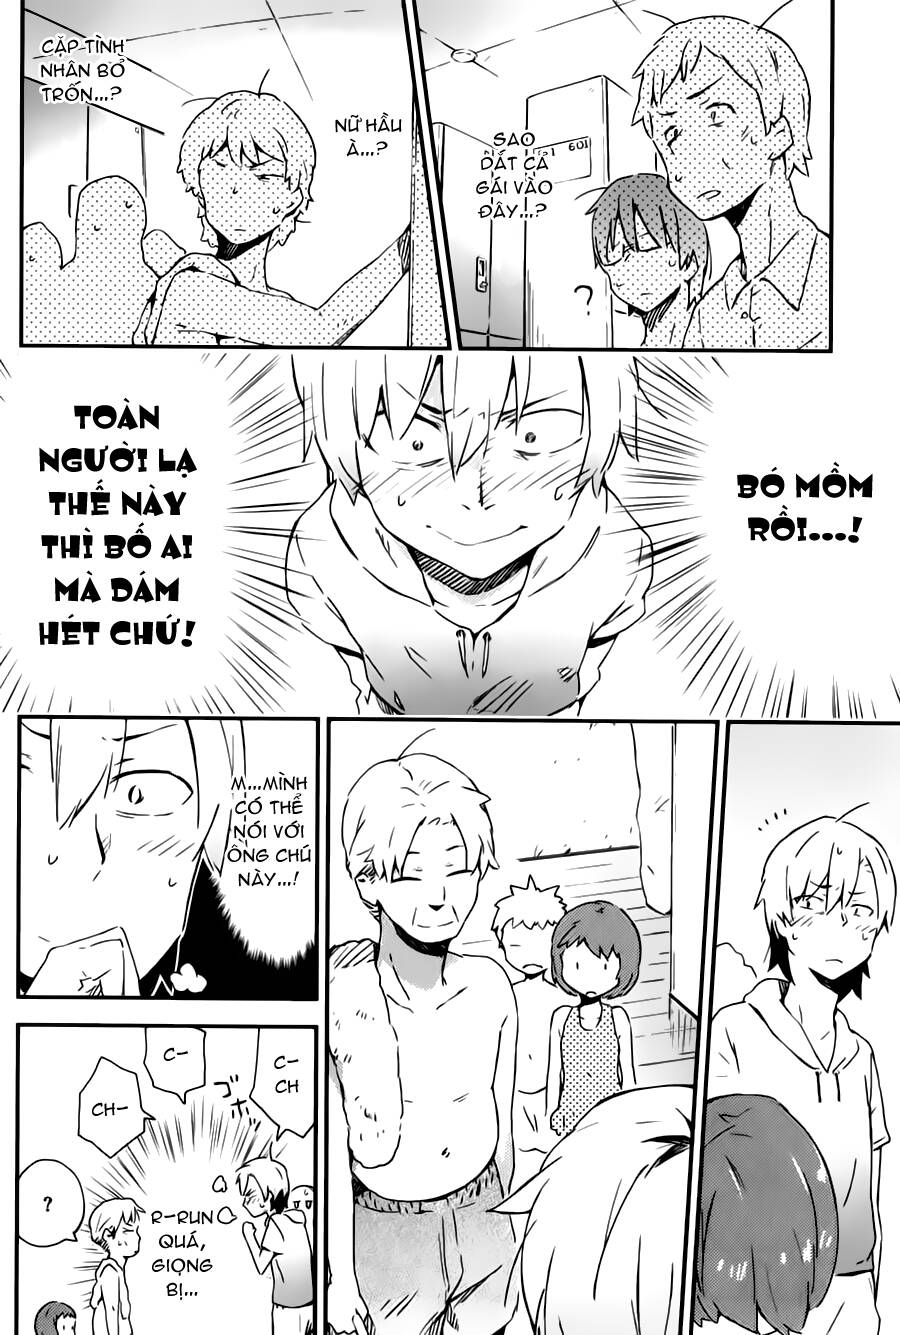 SAO
DẮT CẢ
GÁI VÀO
ĐÂY...?
601
?
NỮ HẦU
À...?
CẶP TÌNH
NHÂN BỎ
TRỐN...?
BÓ MỒM
RỒI...!
TOÀN
NGƯỜI LẠ
THẾ NÀY
THÌ BỐ AI
MÀ DÁM
HÉT CHỨ!
M...MÌNH
CÓ THỂ
NÓI VỚI
ÔNG CHÚ
NÀY...!
C-
CH
C-
CH-
ゴホ
R-RUN
QUÁ,
GIỌNG
BỊ...
?